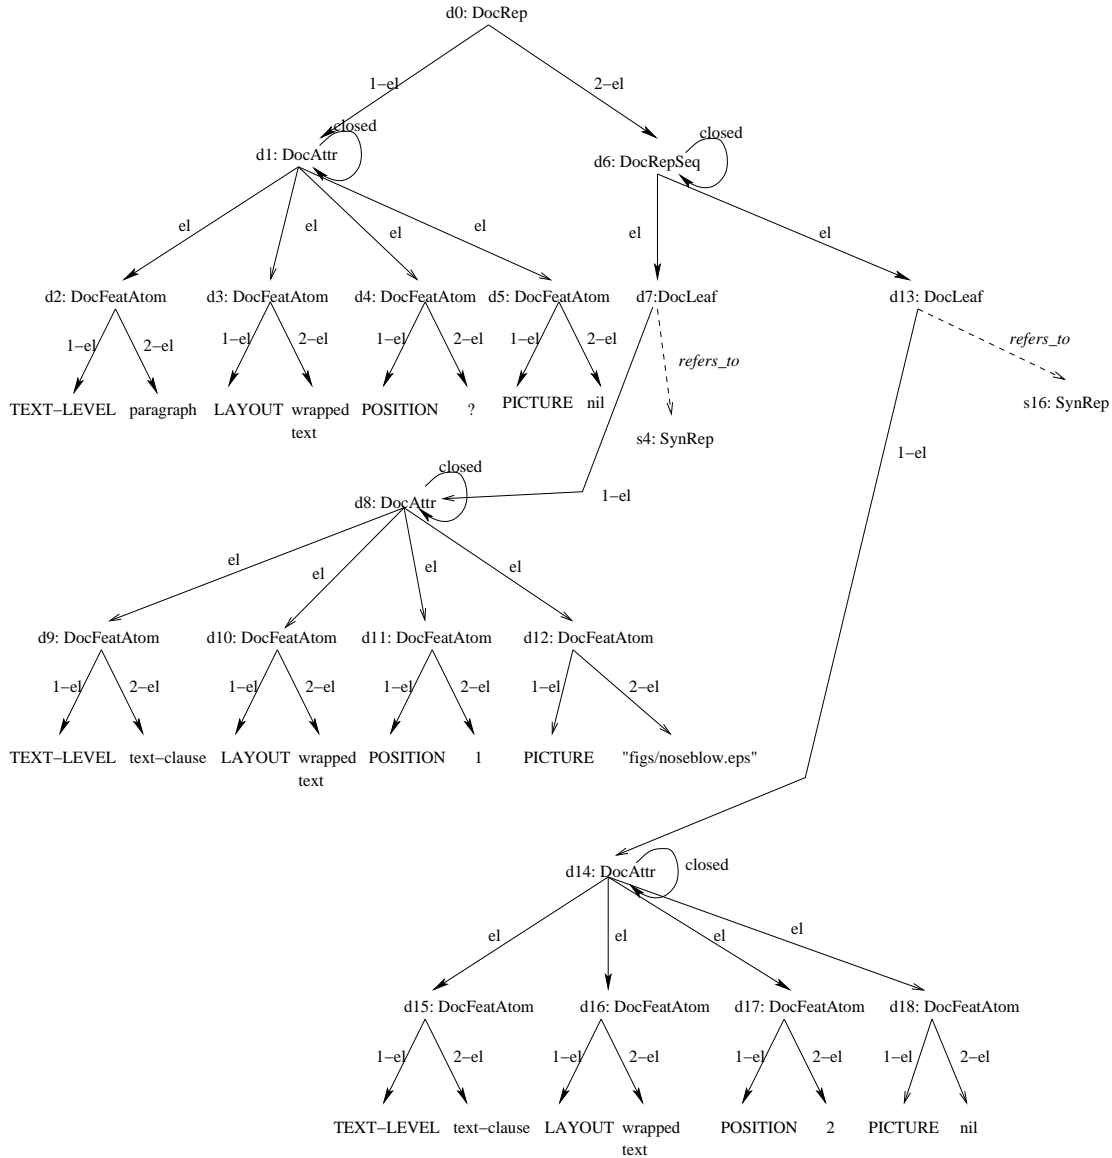 d0: DocRep
1−el 2−el
closed closed
d1: DocAttr d6: DocRepSeq
el el el el el el
d2: DocFeatAtom d3: DocFeatAtom d4: DocFeatAtom d5: DocFeatAtom d7:DocLeaf d13: DocLeaf
1−el 2−el 1−el 2−el 1−el 2−el 1−el 2−el refers_to refers_to
TEXT−LEVEL paragraph LAYOUT wrapped POSITION ? PICTURE nil s16: SynRep
text s4: SynRep
1−el
closed
d8: DocAttr 1−el
el el el el
d9: DocFeatAtom d10: DocFeatAtom d11: DocFeatAtom d12: DocFeatAtom
1−el 2−el 1−el 2−el 1−el 2−el 1−el 2−el
TEXT−LEVEL text−clause LAYOUT wrapped POSITION 1 PICTURE "figs/noseblow.eps"
text
d14: DocAttr closed
el el el el
d15: DocFeatAtom d16: DocFeatAtom d17: DocFeatAtom d18: DocFeatAtom
1−el 2−el 1−el 2−el 1−el 2−el 1−el 2−el
TEXT−LEVEL text−clause LAYOUT wrapped POSITION 2 PICTURE nil
text